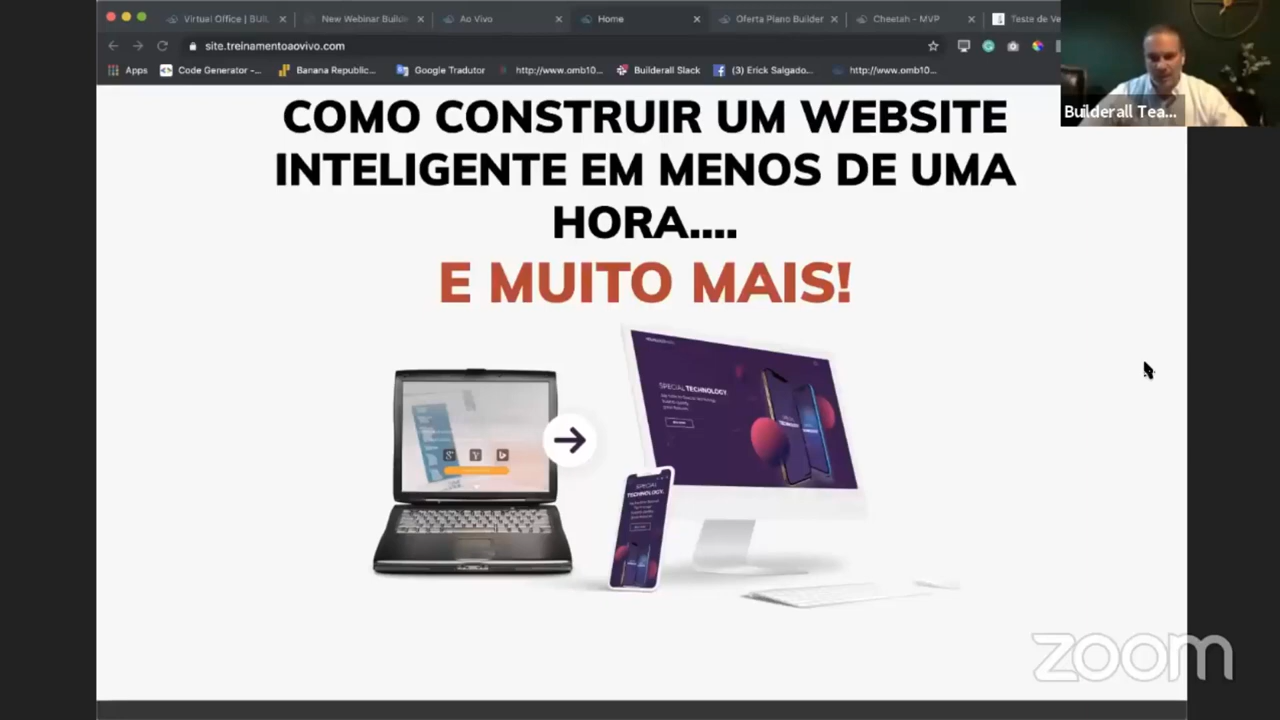 Virtual Office | BUIL
New Webinar Builde
Ao Vivo
Home
Oferta Plano Builder
Cheetah - MVP
Teste de Ve
site.treinamentoaovivo.com
Apps
Code Generator -...
Banana Republic...
Google Tradutor
http://www.omb10...
Builderall Slack
(3) Erick Salgado...
http://www.omb10...
Builderall Tea...
COMO CONSTRUIR UM WEBSITE
INTELIGENTE EM MENOS DE UMA
HORA....
E MUITO MAIS!
SPECIAL TECHNOLOGY
SPECIAL
TECHNOLOGY
zoom